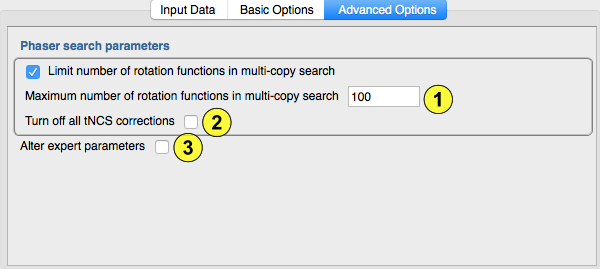 Input Data Basic Options Advanced Options
Phaser search parameters
Limit number of rotation functions in multi-copy search
Maximum number of rotation functions in multi-copy search 100 1
Turn off all tNCS corrections 2
Alter expert parameters 3